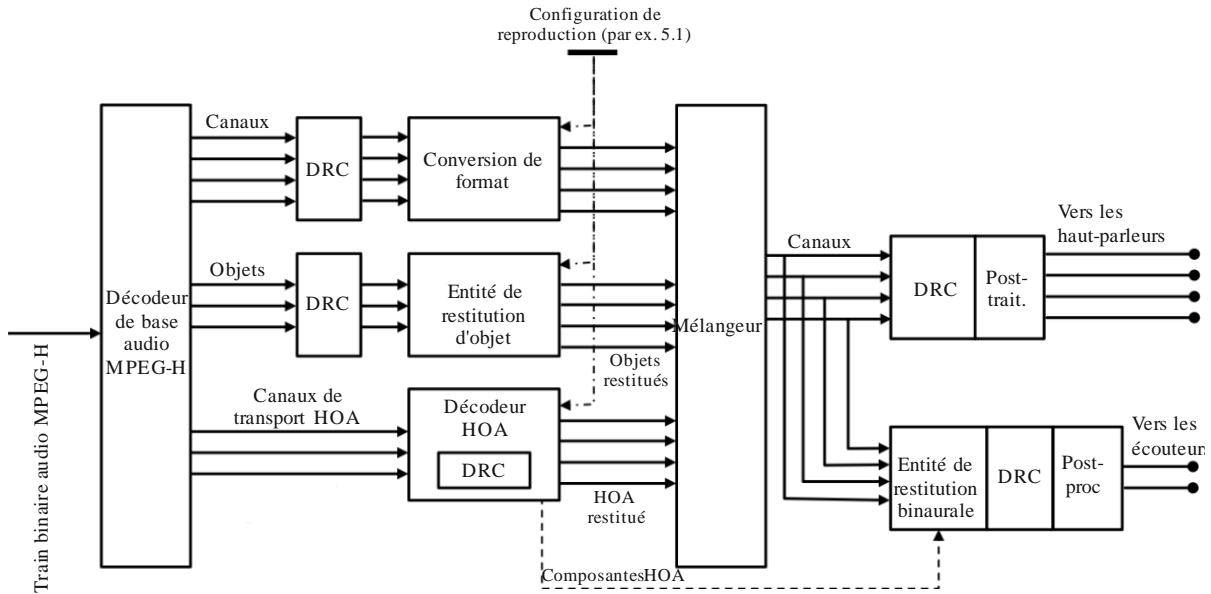 Configuration de
reproduction (par ex. 5.1)
Canaux
DRC
Conversion de
format
Objets
DRC
Entité de
restitution
d'objet
Objets
restitués
Canaux de
transport HOA
Décodeur
HOA
DRC
HOA
restitué
Train binaire audio MPEG-H
Décodeur
de base
audio
MPEG-H
Mélangeur
Canaux
DRC
Post-
trait.
Vers les
haut-parleurs
Entité de
restitution
binaurale
DRC
Post-
proc
Vers les
écouteurs
ComposantesHOA